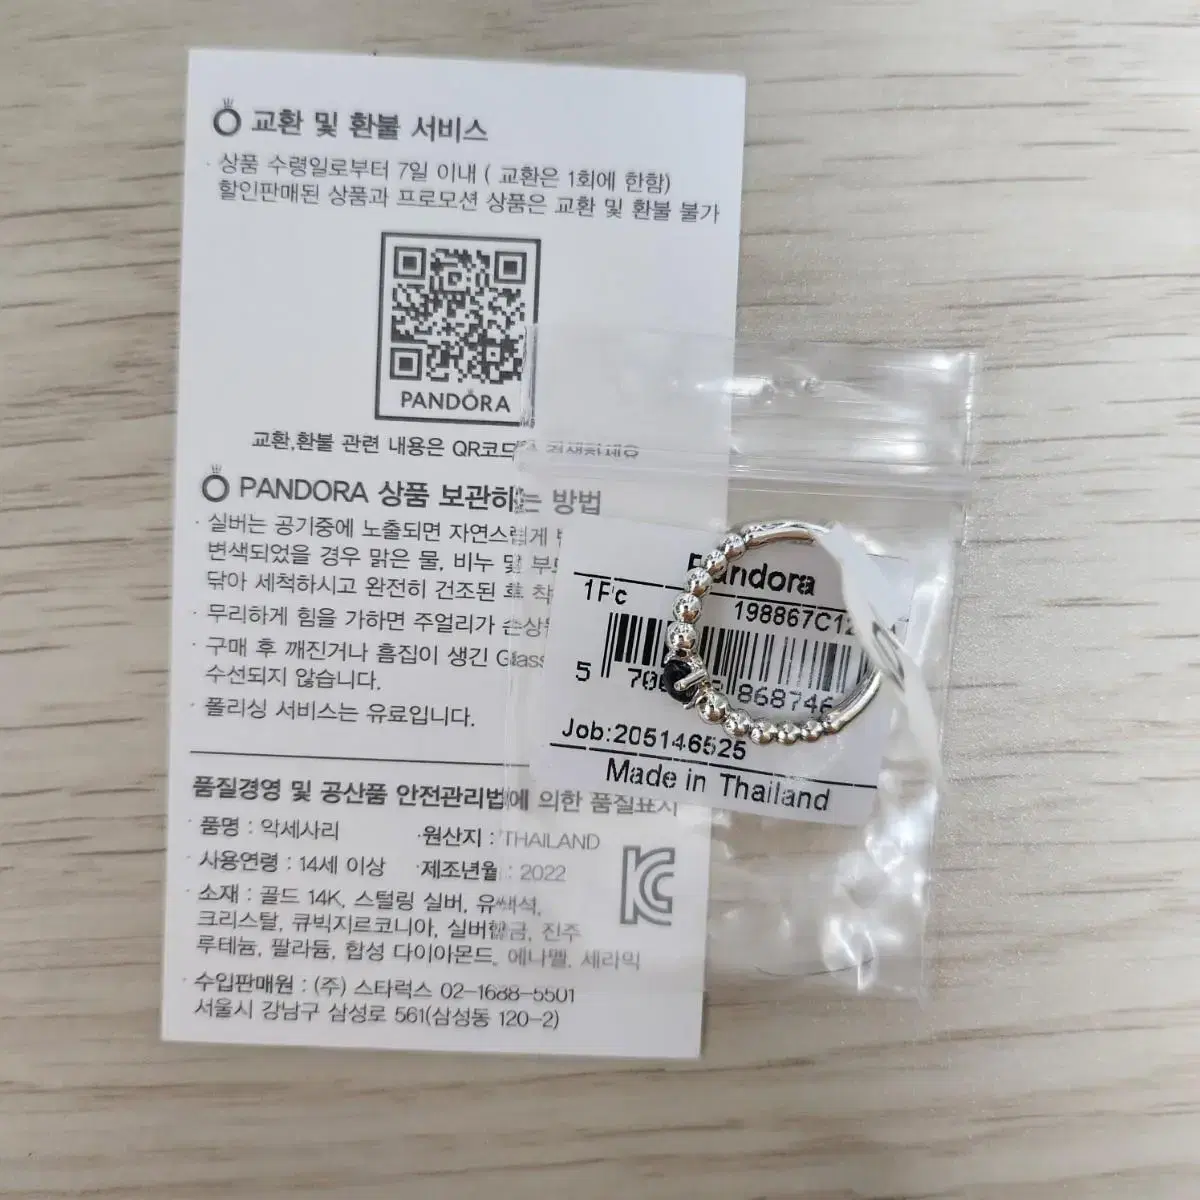 교환 및 환불 서비스
· 상품 수령일로부터 7일 이내 ( 교환은 1회에 한함)
할인판매된 상품과 프로모션 상품은 교환 및 환불 불가
PANDORA
교환,환불 관련 내용은 QR코드
PANDORA 상품 보관하는 방법
· 실버는 공기중에 노출되면 자연스럽게
변색되었을 경우 맑은 물, 비누 및
닦아 세척하시고 완전히 건조된 후
· 무리하게 힘을 가하면 주얼리가
· 구매 후 깨진거나 흠집이 생긴 Glass
수선되지 않습니다.
· 폴리싱 서비스는 유료입니다.
품질경영 및 공산품 안전관리법에 의한 품질표시
· 품명 : 악세사리 ·원산지 : THAILAND
· 사용연령 : 14세 이상 ·제조년월 : 2022
· 소재 : 골드 14K, 스털링 실버, 유색석,
크리스탈, 큐빅지르코니아, 실버합금, 진주
루테늄, 팔라듐, 합성 다이아몬드, 에나멜, 세라믹
· 수입판매원 : (주) 스타럭스 02-1688-5501
서울시 강남구 삼성로 561(삼성동 120-2)
Pandora
1Pc
198867C12
5
868746
Job:205146525
Made in Thailand